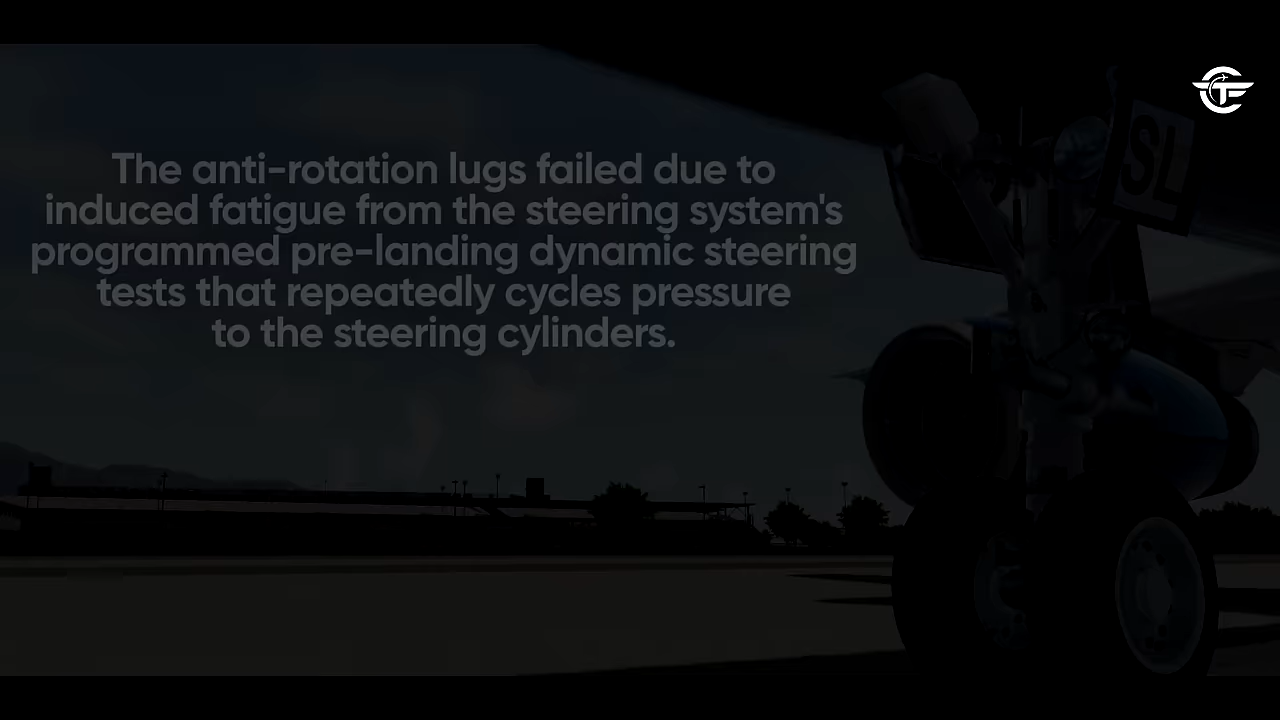 The anti-rotation lugs failed due to
induced fatigue from the steering system's
programmed pre-landing dynamic steering
tests that repeatedly cycles pressure
to the steering cylinders.
SL